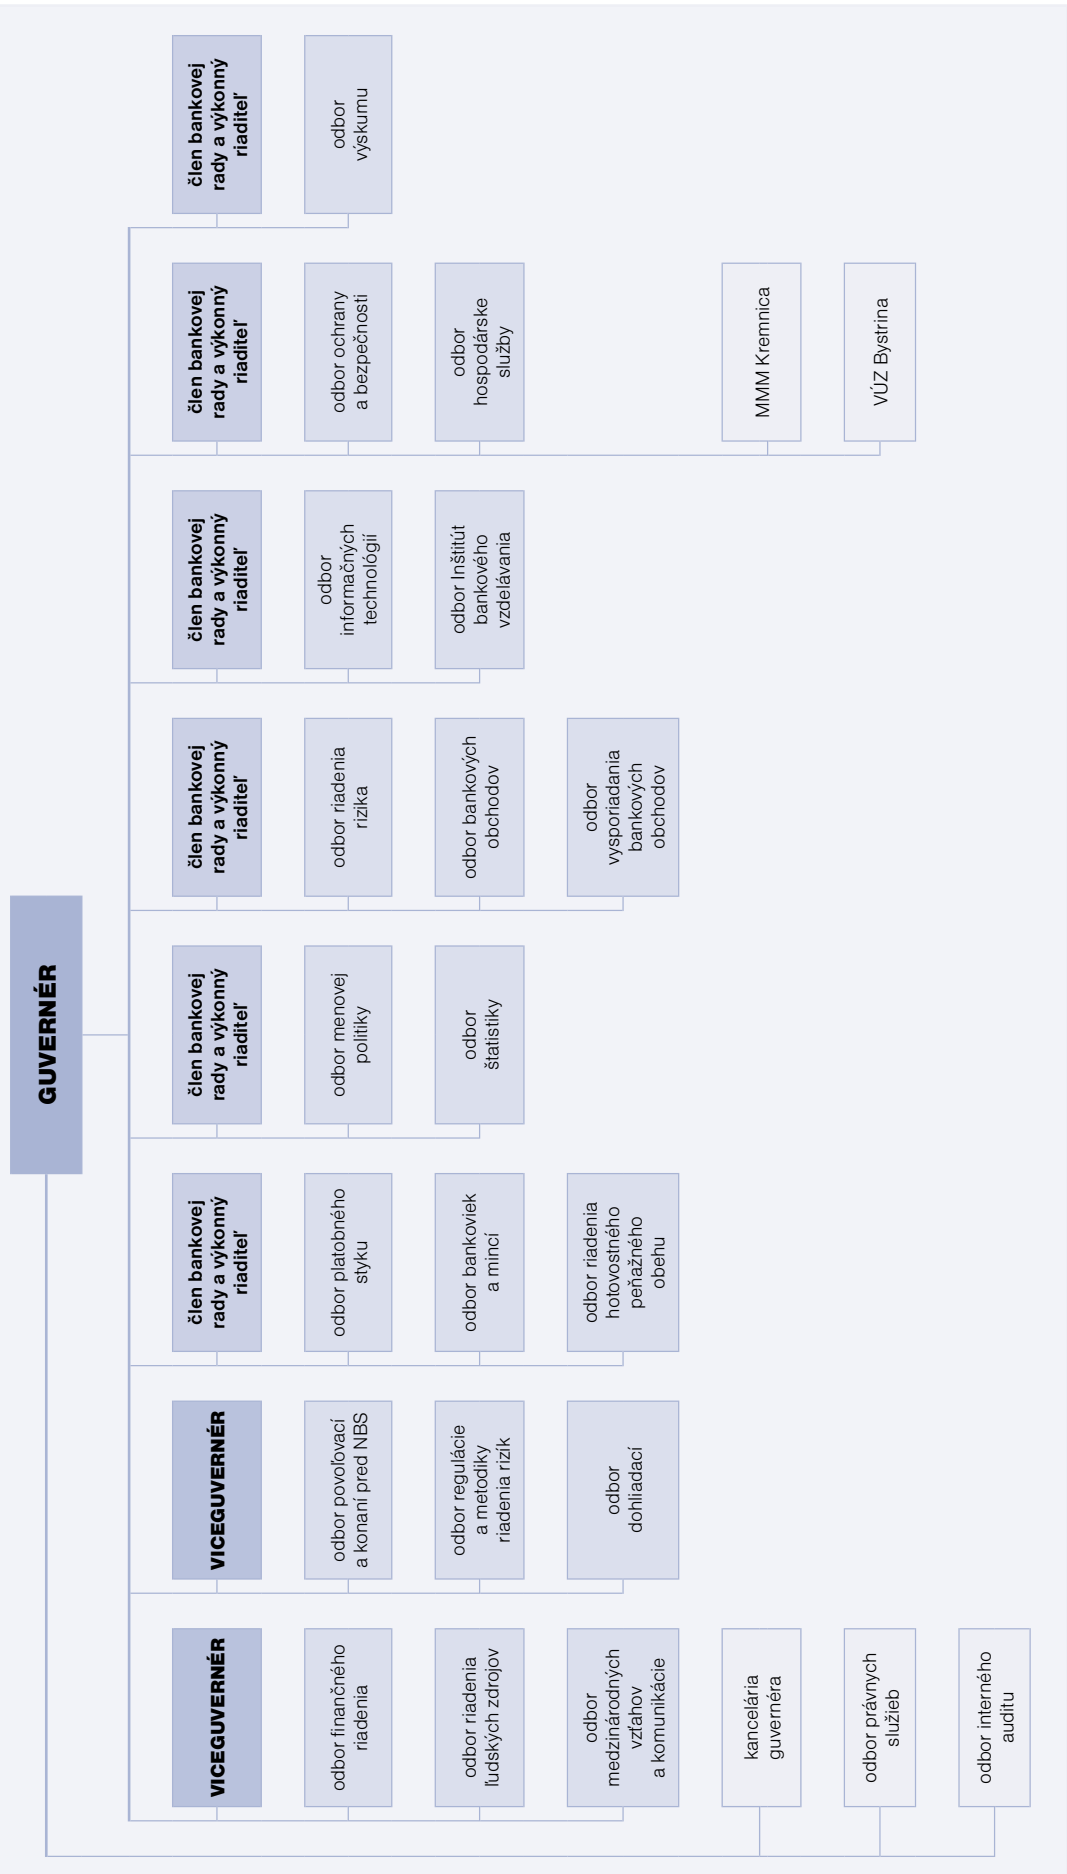 GUVERNÉR
VICEGUVERNÉR
odbor finančného
riadenia
odbor riadenia
ľudských zdrojov
odbor
medzinárodných
vzťahov
a komunikácie
kancelária
guvernéra
odbor právnych
služieb
odbor interného
auditu
VICEGUVERNÉR
odbor povoľovací
a konaní pred NBS
odbor regulácie
a metodiky
riadenia rizík
odbor
dohliadací
člen bankovej
rady a výkonný
riaditeľ
odbor platobného
styku
odbor bankoviek
a mincí
odbor riadenia
hotovostného
peňažného
obehu
člen bankovej
rady a výkonný
riaditeľ
odbor menovej
politiky
odbor
štatistiky
člen bankovej
rady a výkonný
riaditeľ
odbor riadenia
rizika
odbor bankových
obchodov
odbor
vysporiadania
bankových
obchodov
člen bankovej
rady a výkonný
riaditeľ
odbor
informačných
technológií
odbor Inštitút
bankového
vzdelávania
člen bankovej
rady a výkonný
riaditeľ
odbor ochrany
a bezpečnosti
odbor
hospodárske
služby
MMM Kremnica
VÚZ Bystrina
člen bankovej
rady a výkonný
riaditeľ
odbor
výskumu